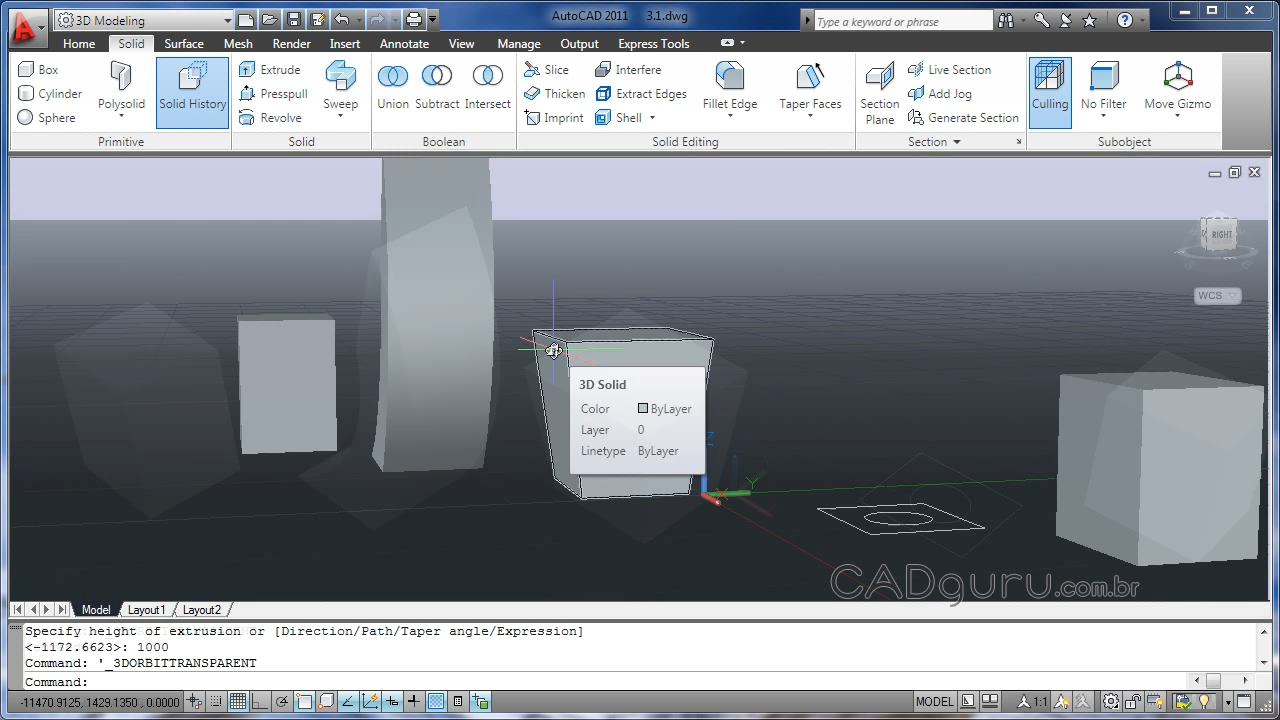 3D Modeling
AutoCAD 2011 3.1.dwg
Type a keyword or phrase
Home Solid Surface Mesh Render Insert Annotate View Manage Output Express Tools
Box
Cylinder
Sphere
Polysolid
Solid History
Primitive
Extrude
Presspull
Revolve
Sweep
Solid
Union
Subtract
Intersect
Boolean
Slice
Thicken
Imprint
Interfere
Extract Edges
Shell
Fillet Edge
Taper Faces
Solid Editing
Section
Plane
Live Section
Add Jog
Generate Section
Section
Culling
No Filter
Move Gizmo
Subobject
RIGHT
WCS
3D Solid
Color ByLayer
Layer 0
Linetype ByLayer
Z
X
Y
CADguru.com.br
Model Layout1 Layout2
Specify height of extrusion or [Direction/Path/Taper angle/Expression]
<-1172.6623>: 1000
Command: '_3DORBITTRANSPARENT
Command:
-11470.9125, 1429.1350, 0.0000
MODEL
1:1